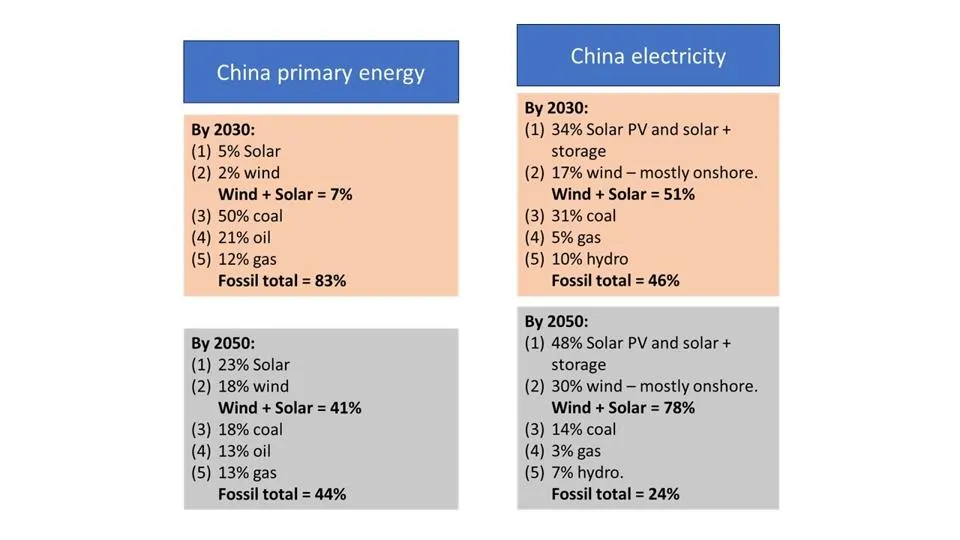 China primary energy
By 2030:
(1) 5% Solar
(2) 2% wind
Wind + Solar = 7%
(3) 50% coal
(4) 21% oil
(5) 12% gas
Fossil total = 83%
By 2050:
(1) 23% Solar
(2) 18% wind
Wind + Solar = 41%
(3) 18% coal
(4) 13% oil
(5) 13% gas
Fossil total = 44%
China electricity
By 2030:
(1) 34% Solar PV and solar +
storage
(2) 17% wind – mostly onshore.
Wind + Solar = 51%
(3) 31% coal
(4) 5% gas
(5) 10% hydro
Fossil total = 46%
By 2050:
(1) 48% Solar PV and solar +
storage
(2) 30% wind – mostly onshore.
Wind + Solar = 78%
(3) 14% coal
(4) 3% gas
(5) 7% hydro.
Fossil total = 24%